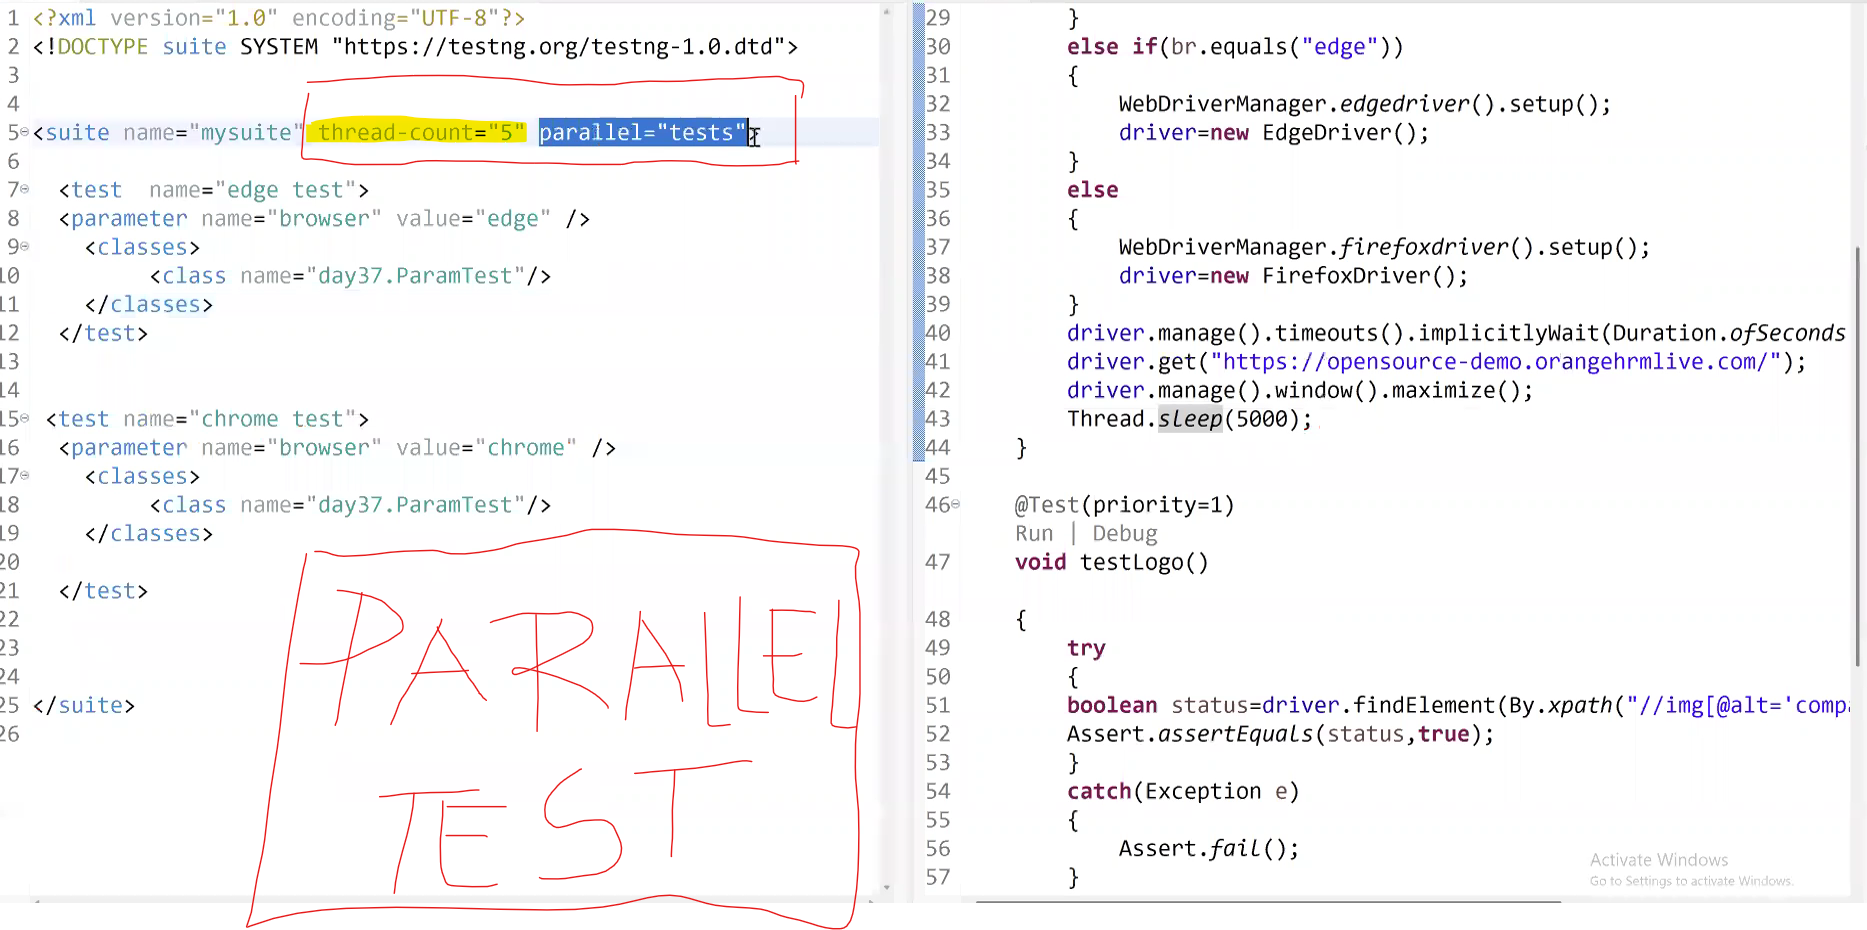 1 <?xml version="1.0" encoding="UTF-8"?>
2 <!DOCTYPE suite SYSTEM "https://testng.org/testng-1.0.dtd">
3
4
5 <suite name="mysuite" thread-count="5" parallel="tests">
6
7 <test  name="edge test">
8 <parameter name="browser" value="edge" />
9 <classes>
10 <class name="day37.ParamTest"/>
11 </classes>
12 </test>
13
14
15 <test name="chrome test">
16 <parameter name="browser" value="chrome" />
17 <classes>
18 <class name="day37.ParamTest"/>
19 </classes>
20
21 </test>
22
23
24
25 </suite>
26
PARALLEL
TEST
29 }
30 else if(br.equals("edge"))
31 {
32 WebDriverManager.edgedriver().setup();
33 driver=new EdgeDriver();
34 }
35 else
36 {
37 WebDriverManager.firefoxdriver().setup();
38 driver=new FirefoxDriver();
39 }
40 driver.manage().timeouts().implicitlyWait(Duration.ofSeconds
41 driver.get("https://opensource-demo.orangehrmlive.com/");
42 driver.manage().window().maximize();
43 Thread.sleep(5000);
44 }
45
46 @Test(priority=1)
Run | Debug
47 void testLogo()
48 {
49 try
50 {
51 boolean status=driver.findElement(By.xpath("//img[@alt='comp
52 Assert.assertEquals(status,true);
53 }
54 catch(Exception e)
55 {
56 Assert.fail();
57 }
Activate Windows
Go to Settings to activate Windows.